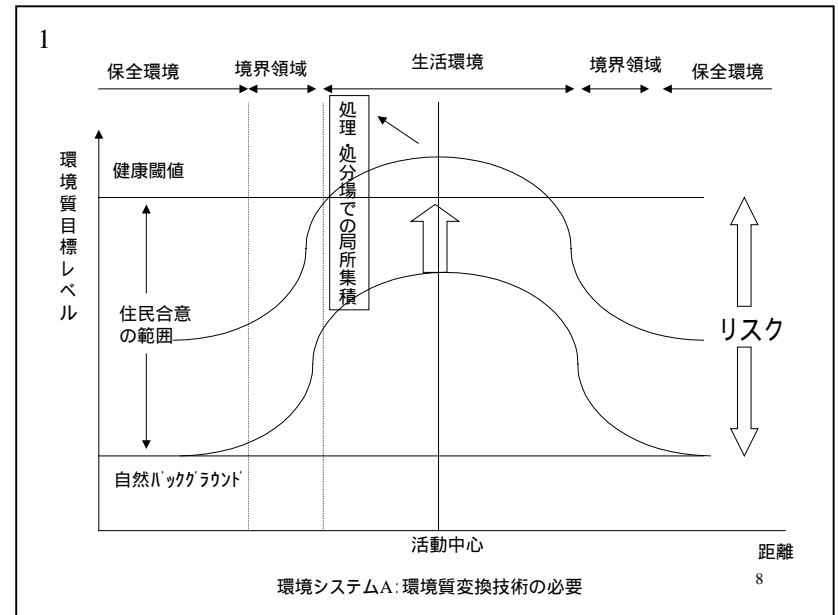 1
保全環境
境界領域
生活環境
境界領域
保全環境
環境質目標レベル
健康閾値
処理・処分場での局所集積
住民合意
の範囲
リスク
自然ﾊﾞｯｸｸﾞﾗｳﾝﾄﾞ
活動中心
距離
環境システムA:環境質変換技術の必要
8